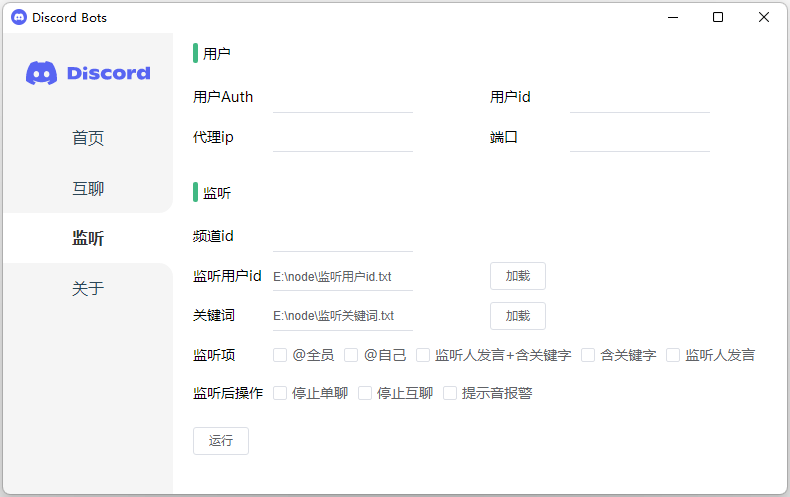 Discord Bots
Discord
首页
互聊
监听
关于
用户
用户Auth 用户id
代理ip 端口
监听
频道id
监听用户id E:\node\监听用户id.txt 加载
关键词 E:\node\监听关键词.txt 加载
监听项 @全员 @自己 监听人发言+含关键字 含关键字 监听人发言
监听后操作 停止单聊 停止互聊 提示音报警
运行